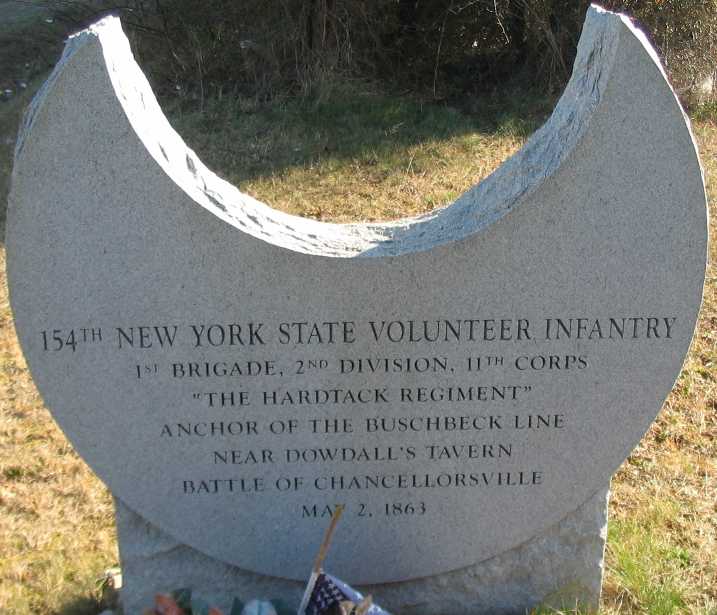 154TH NEW YORK STATE VOLUNTEER INFANTRY
1ST BRIGADE, 2ND DIVISION, 11TH CORPS
"THE HARDTACK REGIMENT"
ANCHOR OF THE BUSCHBECK LINE
NEAR DOWDALL'S TAVERN
BATTLE OF CHANCELLORSVILLE
MAY 2, 1863